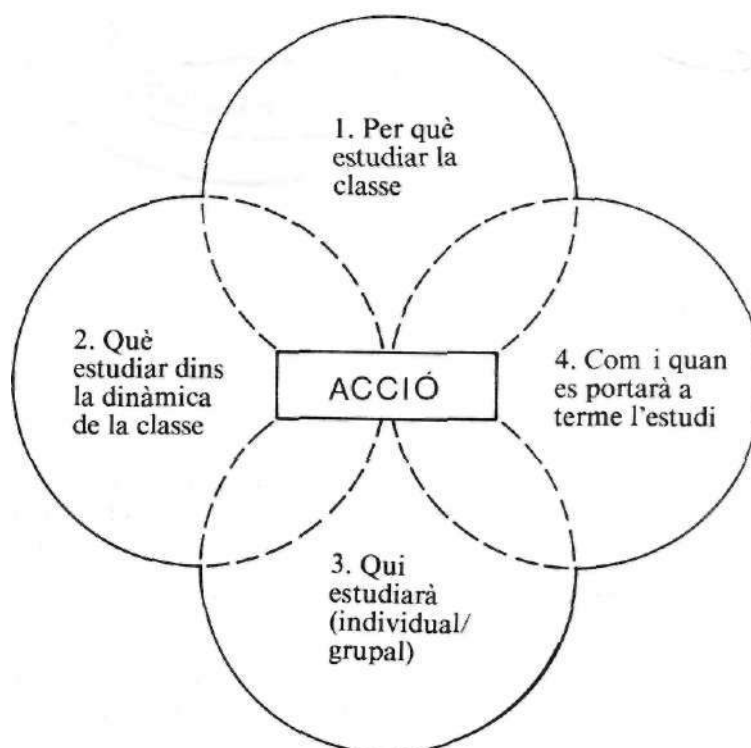 1. Per què
estudiar la
classe
2. Què
estudiar dins
la dinàmica
de la classe
ACCIÓ
4. Com i quan
es portarà a
terme l'estudi
3. Qui
estudiarà
(individual/
grupal)